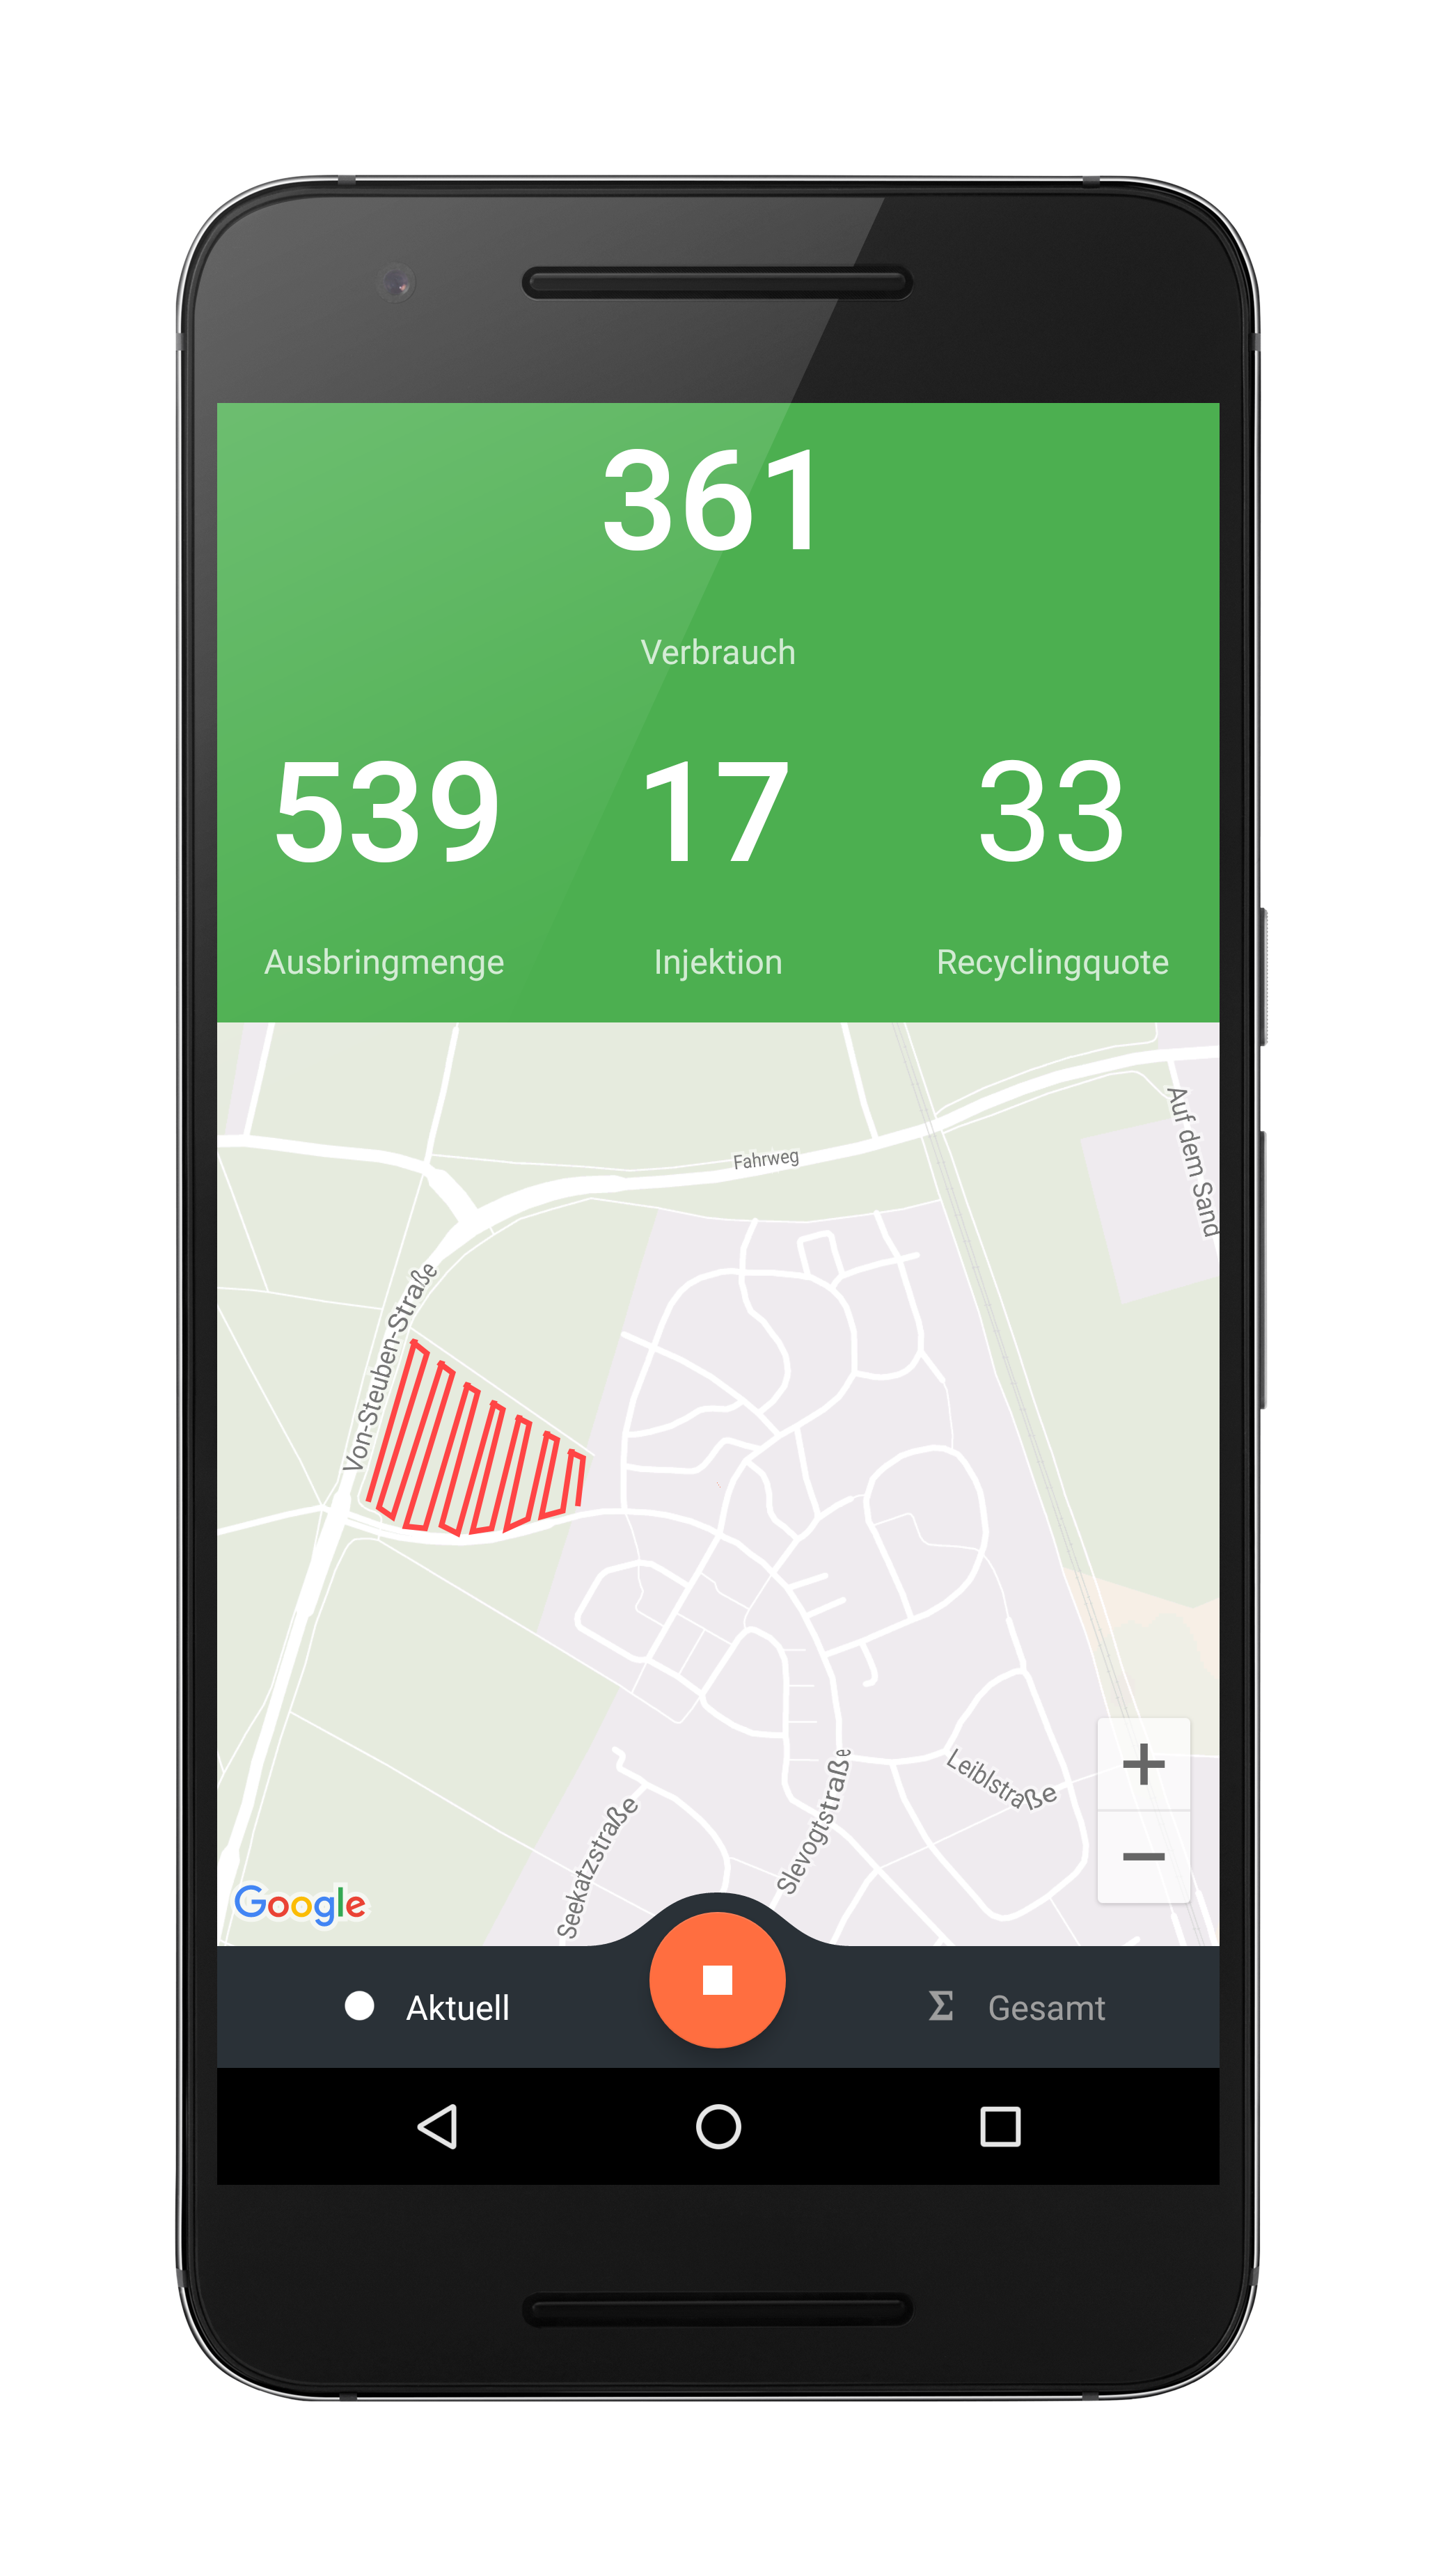 361
Verbrauch
539 17 33
Ausbringmenge Injektion Recyclingquote
Fahrweg
Auf dem Sand
Von-Steuben-Straße
Leiblstraße
Slevogtstraße
Seekatzstraße
Google
Aktuell Σ Gesamt